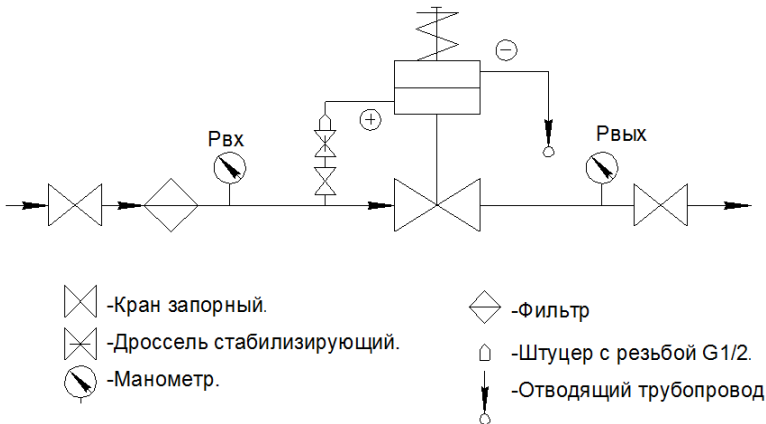 Рвх
Рвых
+
−
-Кран запорный.
-Дроссель стабилизирующий.
-Манометр.
-Фильтр
-Штуцер с резьбой G1/2.
-Отводящий трубопровод